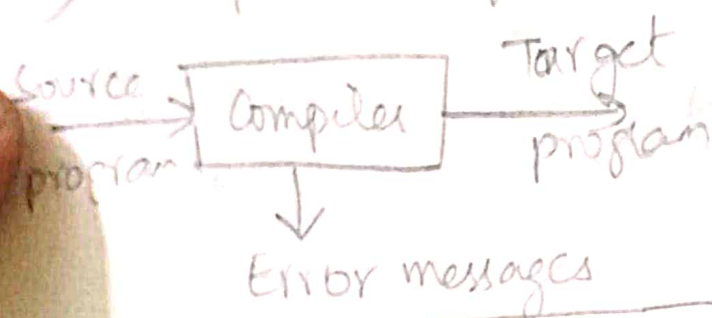 Source
program
Compiler
Target
program
Error messages